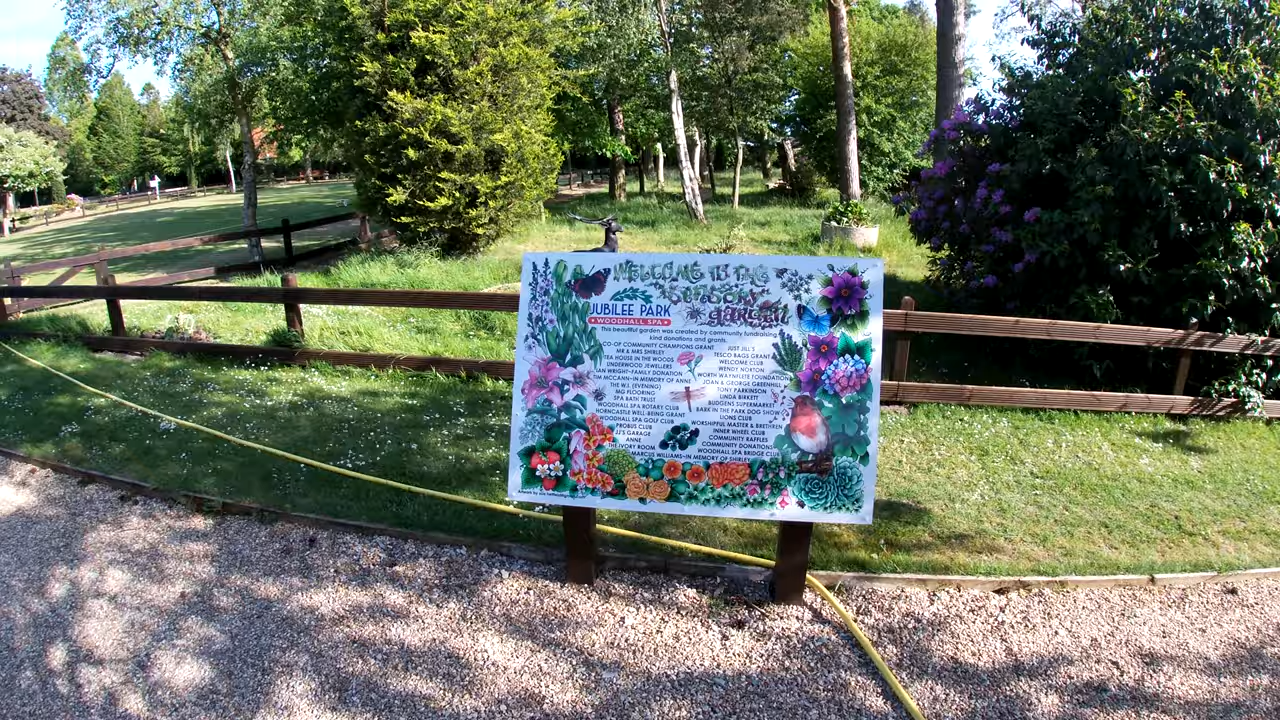 WELCOME TO THE
SENSORY
GARDEN
JUBILEE PARK
WOODHALL SPA
This beautiful garden was created by community fundraising
kind donations and grants.
CO-OP COMMUNITY CHAMPIONS GRANT
MR & MRS SHIRLEY
TEA HOUSE IN THE WOODS
UNDERWOOD JEWELLERS
IAN WRIGHT-FAMILY DONATION
TIM MCCANN-IN MEMORY OF ANNE
THE W.I. (EVENING)
MG FLOORING
SPA BATH TRUST
WOODHALL SPA ROTARY CLUB
HORNCASTLE WELL-BEING GRANT
WOODHALL SPA GOLF CLUB
PROBUS CLUB
JJ'S GARAGE
ANNE
THE IVORY ROOM
MARCUS WILLIAMS-IN MEMORY OF SHIRLEY
JUST JILL'S
TESCO BAGS GRANT
WELCOME CLUB
WENDY NORTON
WORTH WAYNFLETE FOUNDATION
JOAN & GEORGE GREENHILL
TONY PARKINSON
LINDA BIRKETT
BUDGENS SUPERMARKET
BARK IN THE PARK DOG SHOW
LIONS CLUB
WORSHIPFUL MASTER & BRETHREN
INNER WHEEL CLUB
COMMUNITY RAFFLES
COMMUNITY DONATIONS
WOODHALL SPA BRIDGE CLUB
Artwork by